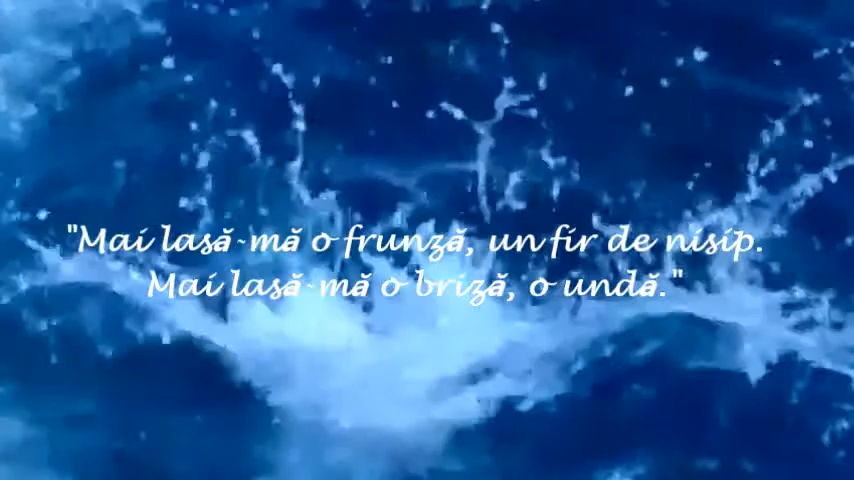 "Mai lasă-mă o frunză, un fir de nisip.
Mai lasă-mă o briză, o undă."